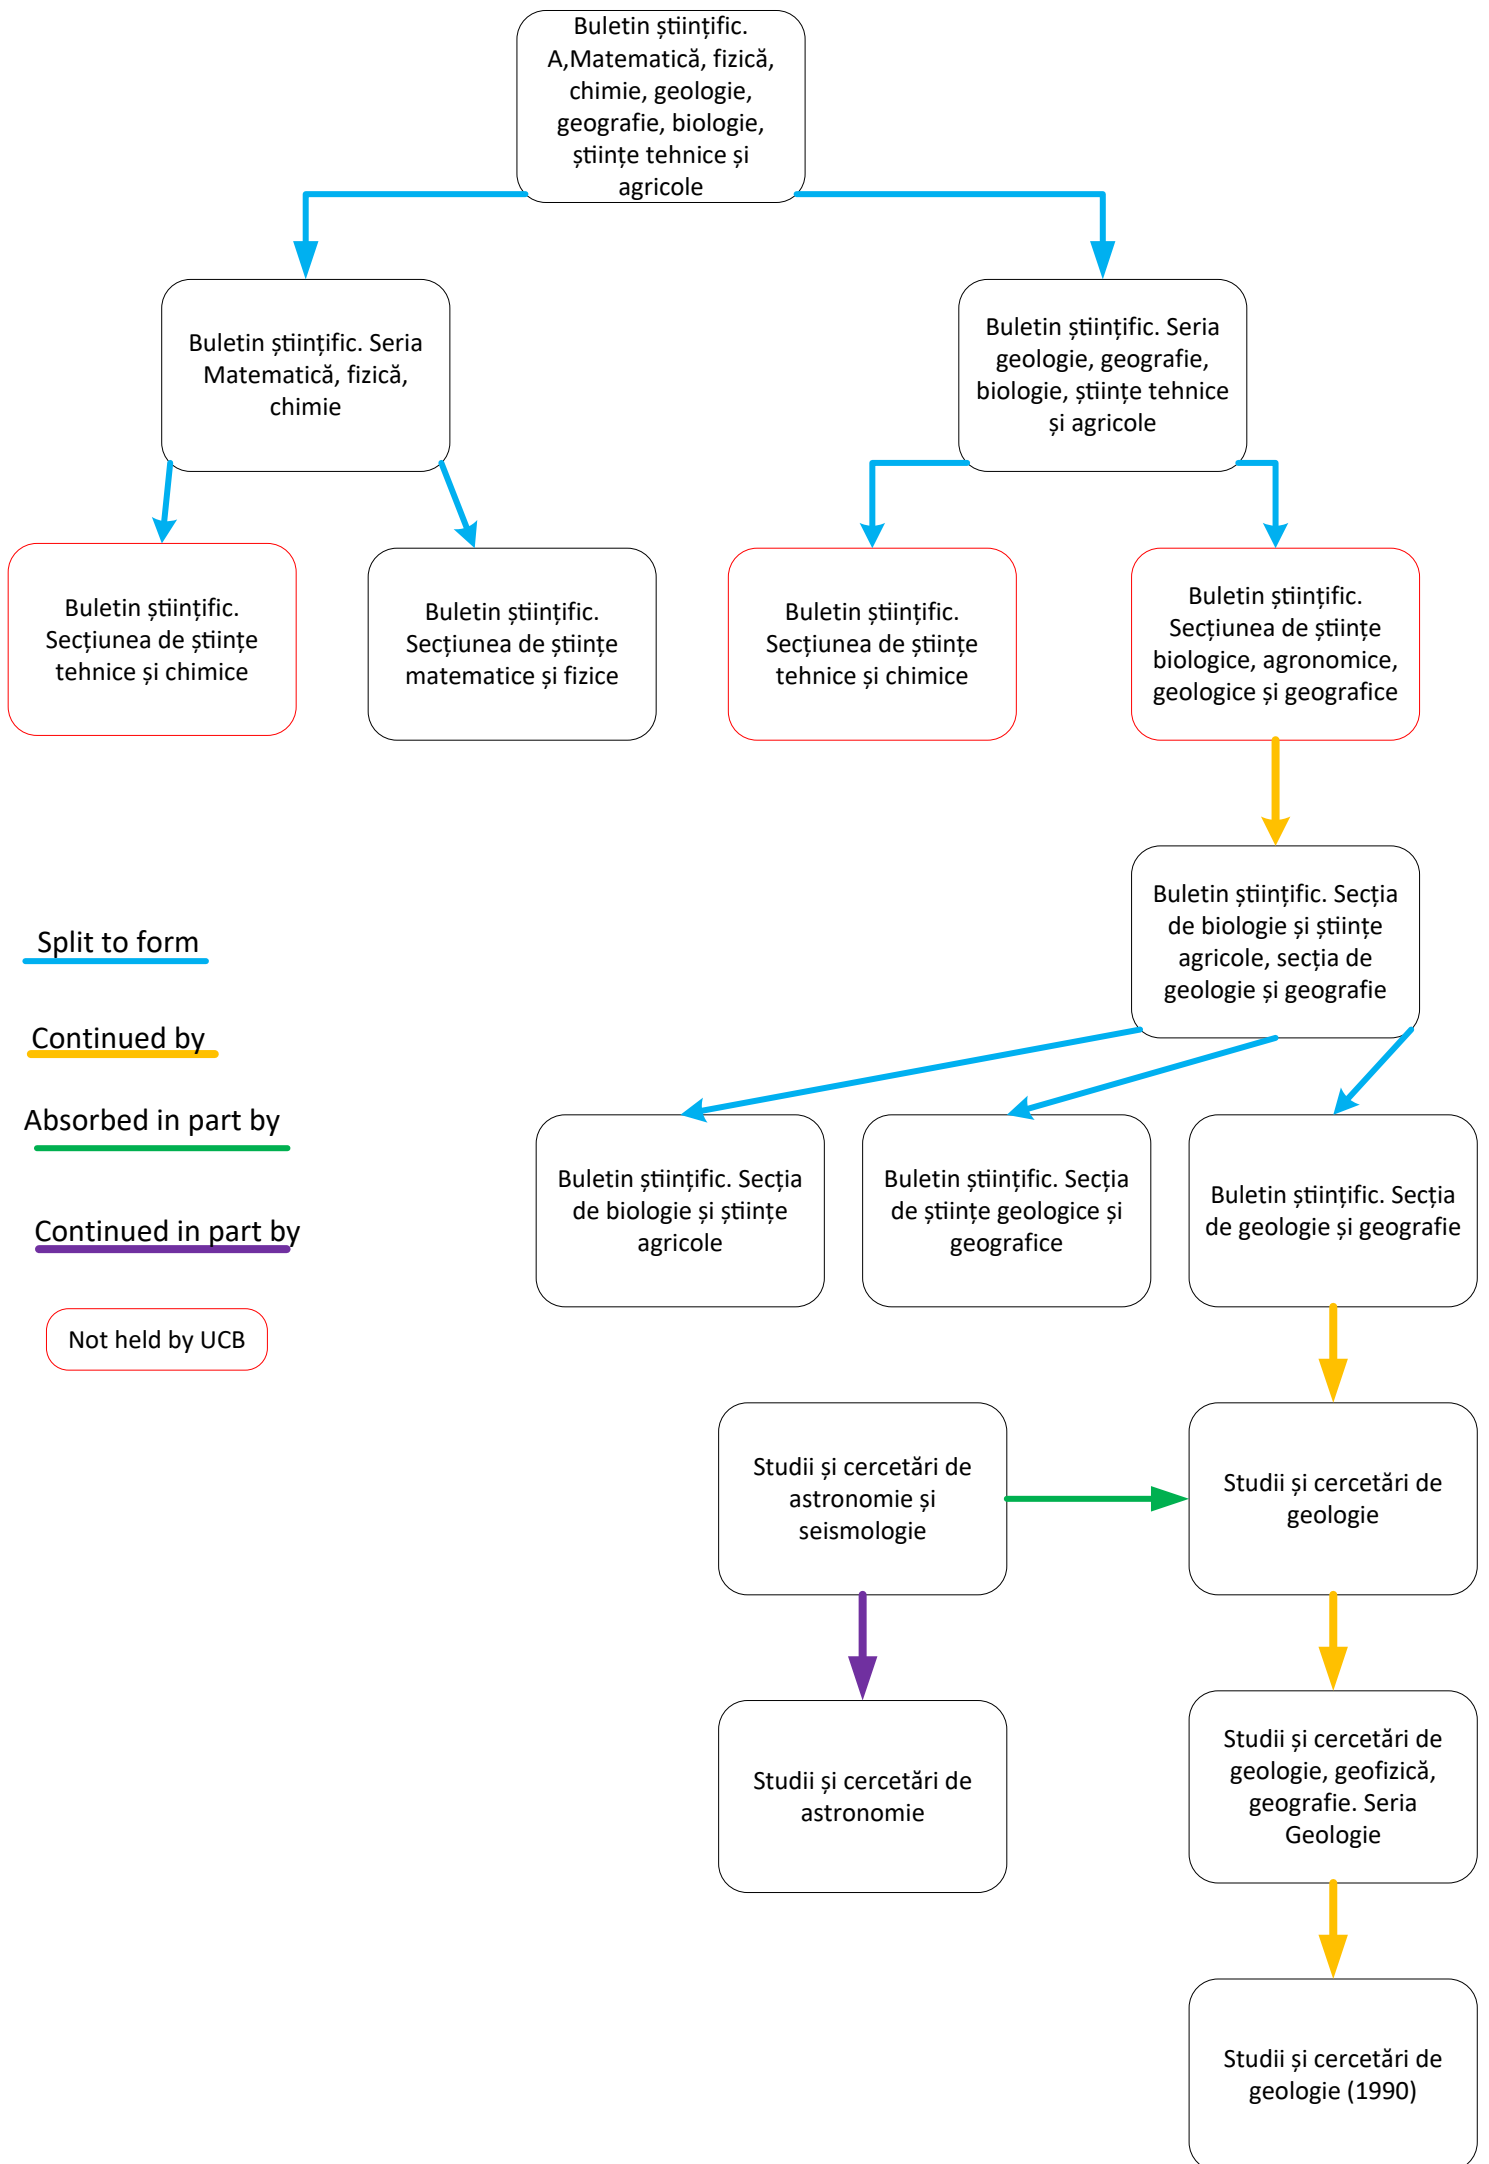 Buletin științific.
A,Matematică, fizică,
chimie, geologie,
geografie, biologie,
științe tehnice și
agricole
Buletin științific. Seria
Matematică, fizică,
chimie
Buletin științific. Seria
geologie, geografie,
biologie, științe tehnice
și agricole
Buletin științific.
Secțiunea de științe
tehnice și chimice
Buletin științific.
Secțiunea de științe
matematice și fizice
Buletin științific.
Secțiunea de științe
tehnice și chimice
Buletin științific.
Secțiunea de științe
biologice, agronomice,
geologice și geografice
Buletin științific. Secția
de biologie și științe
agricole, secția de
geologie și geografie
Split to form
Continued by
Absorbed in part by
Continued in part by
Not held by UCB
Buletin științific. Secția
de biologie și științe
agricole
Buletin științific. Secția
de științe geologice și
geografice
Buletin științific. Secția
de geologie și geografie
Studii și cercetări de
astronomie și
seismologie
Studii și cercetări de
geologie
Studii și cercetări de
astronomie
Studii și cercetări de
geologie, geofizică,
geografie. Seria
Geologie
Studii și cercetări de
geologie (1990)